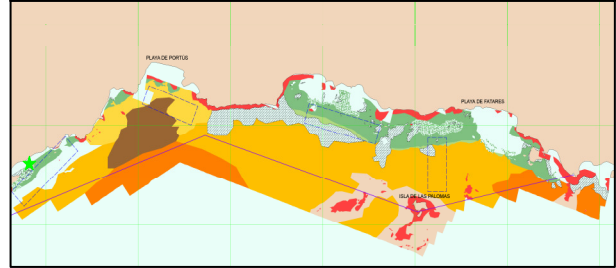 PLAYA DE PORTÚS
PLAYA DE FATARES
ISLA DE LAS PALOMAS